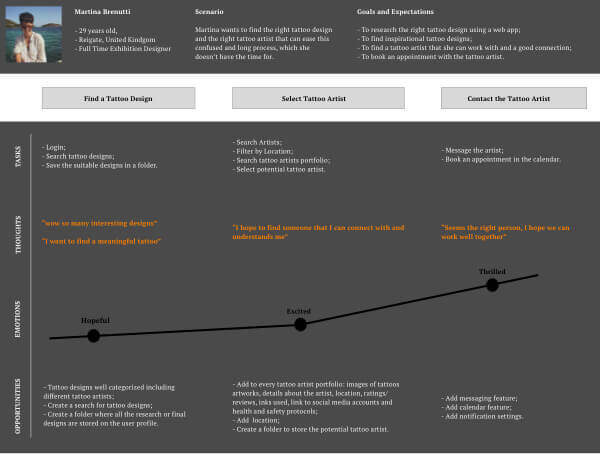 Martina Brenutti
- 29 years old,
- Reigate, United Kindgom
- Full Time Exhibition Designer
Scenario
Martina wants to find the right tattoo design
and the right tattoo artist that can ease this
confused and long process, which she
doesn't have the time for.
Goals and Expectations
- To research the right tattoo design using a web app;
- To find inspirational tattoo designs;
- To find a tattoo artist that she can work with and a good connection;
- To book an appointment with the tattoo artist.
Find a Tattoo Design
Select Tattoo Artist
Contact the Tattoo Artist
TASKS
- Login;
- Search tattoo designs;
- Save the suitable designs in a folder.
- Search Artists;
- Filter by Location;
- Search tattoo artists portfolio;
- Select potential tattoo artist.
- Message the artist;
- Book an appointment in the calendar.
THOUGHTS
"wow so many interesting designs"
"I want to find a meaningful tattoo"
"I hope to find someone that I can connect with and
understands me"
"Seems the right person, I hope we can
work well together"
EMOTIONS
Hopeful
Excited
Thrilled
OPPORTUNITIES
- Tattoo designs well categorized including
different tattoo artists;
- Create a search for tattoo designs;
- Create a folder where all the research or final
designs are stored on the user profile.
- Add to every tattoo artist portfolio: images of tattoos
artworks, details about the artist, location, ratings/
reviews, inks used, link to social media accounts and
health and safety protocols;
- Add location;
- Create a folder to store the potential tattoo artist.
- Add messaging feature;
- Add calendar feature;
- Add notification settings.